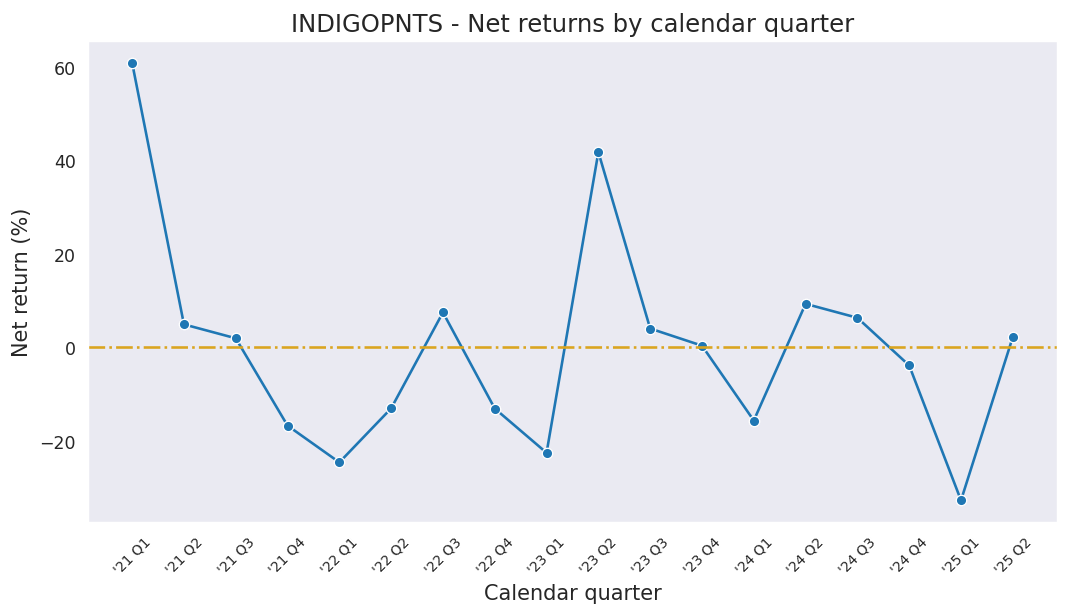 INDIGOPNTS - Net returns by calendar quarter
Net return (%)
60
40
20
0
−20
'21 Q1
'21 Q2
'21 Q3
'21 Q4
'22 Q1
'22 Q2
'22 Q3
'22 Q4
'23 Q1
'23 Q2
'23 Q3
'23 Q4
'24 Q1
'24 Q2
'24 Q3
'24 Q4
'25 Q1
'25 Q2
Calendar quarter